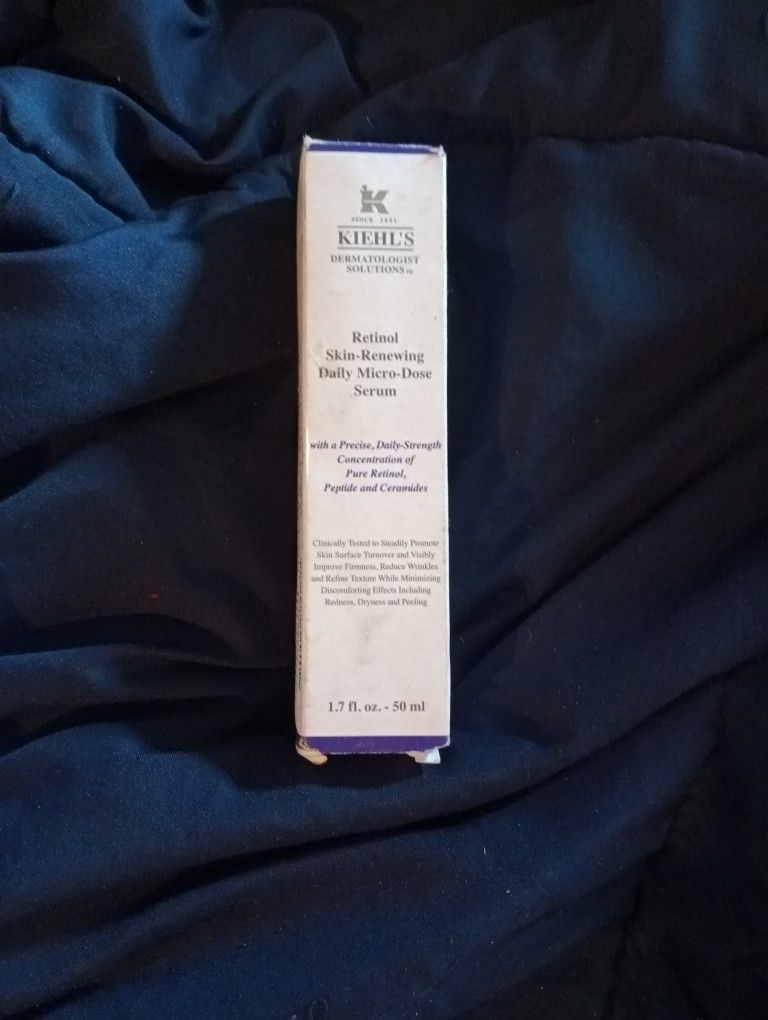 K
SINCE 1851
KIEHL'S
DERMATOLOGIST
SOLUTIONS™
Retinol
Skin-Renewing
Daily Micro-Dose
Serum
with a Precise, Daily-Strength
Concentration of
Pure Retinol,
Peptide and Ceramides
Clinically Tested to Steadily Promote
Skin Surface Turnover and Visibly
Improve Firmness, Reduce Wrinkles
and Refine Texture While Minimizing
Discomforting Effects Including
Redness, Dryness and Peeling
1.7 fl. oz. - 50 ml